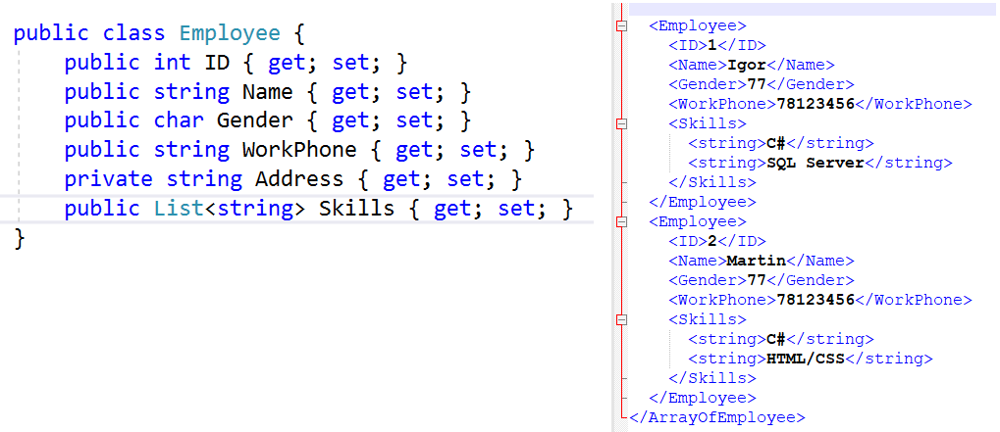 public class Employee {
public int ID { get; set; }
public string Name { get; set; }
public char Gender { get; set; }
public string WorkPhone { get; set; }
private string Address { get; set; }
public List<string> Skills { get; set; }
}
<Employee>
<ID>1</ID>
<Name>Igor</Name>
<Gender>77</Gender>
<WorkPhone>78123456</WorkPhone>
<Skills>
<string>C#</string>
<string>SQL Server</string>
</Skills>
</Employee>
<Employee>
<ID>2</ID>
<Name>Martin</Name>
<Gender>77</Gender>
<WorkPhone>78123456</WorkPhone>
<Skills>
<string>C#</string>
<string>HTML/CSS</string>
</Skills>
</Employee>
</ArrayOfEmployee>